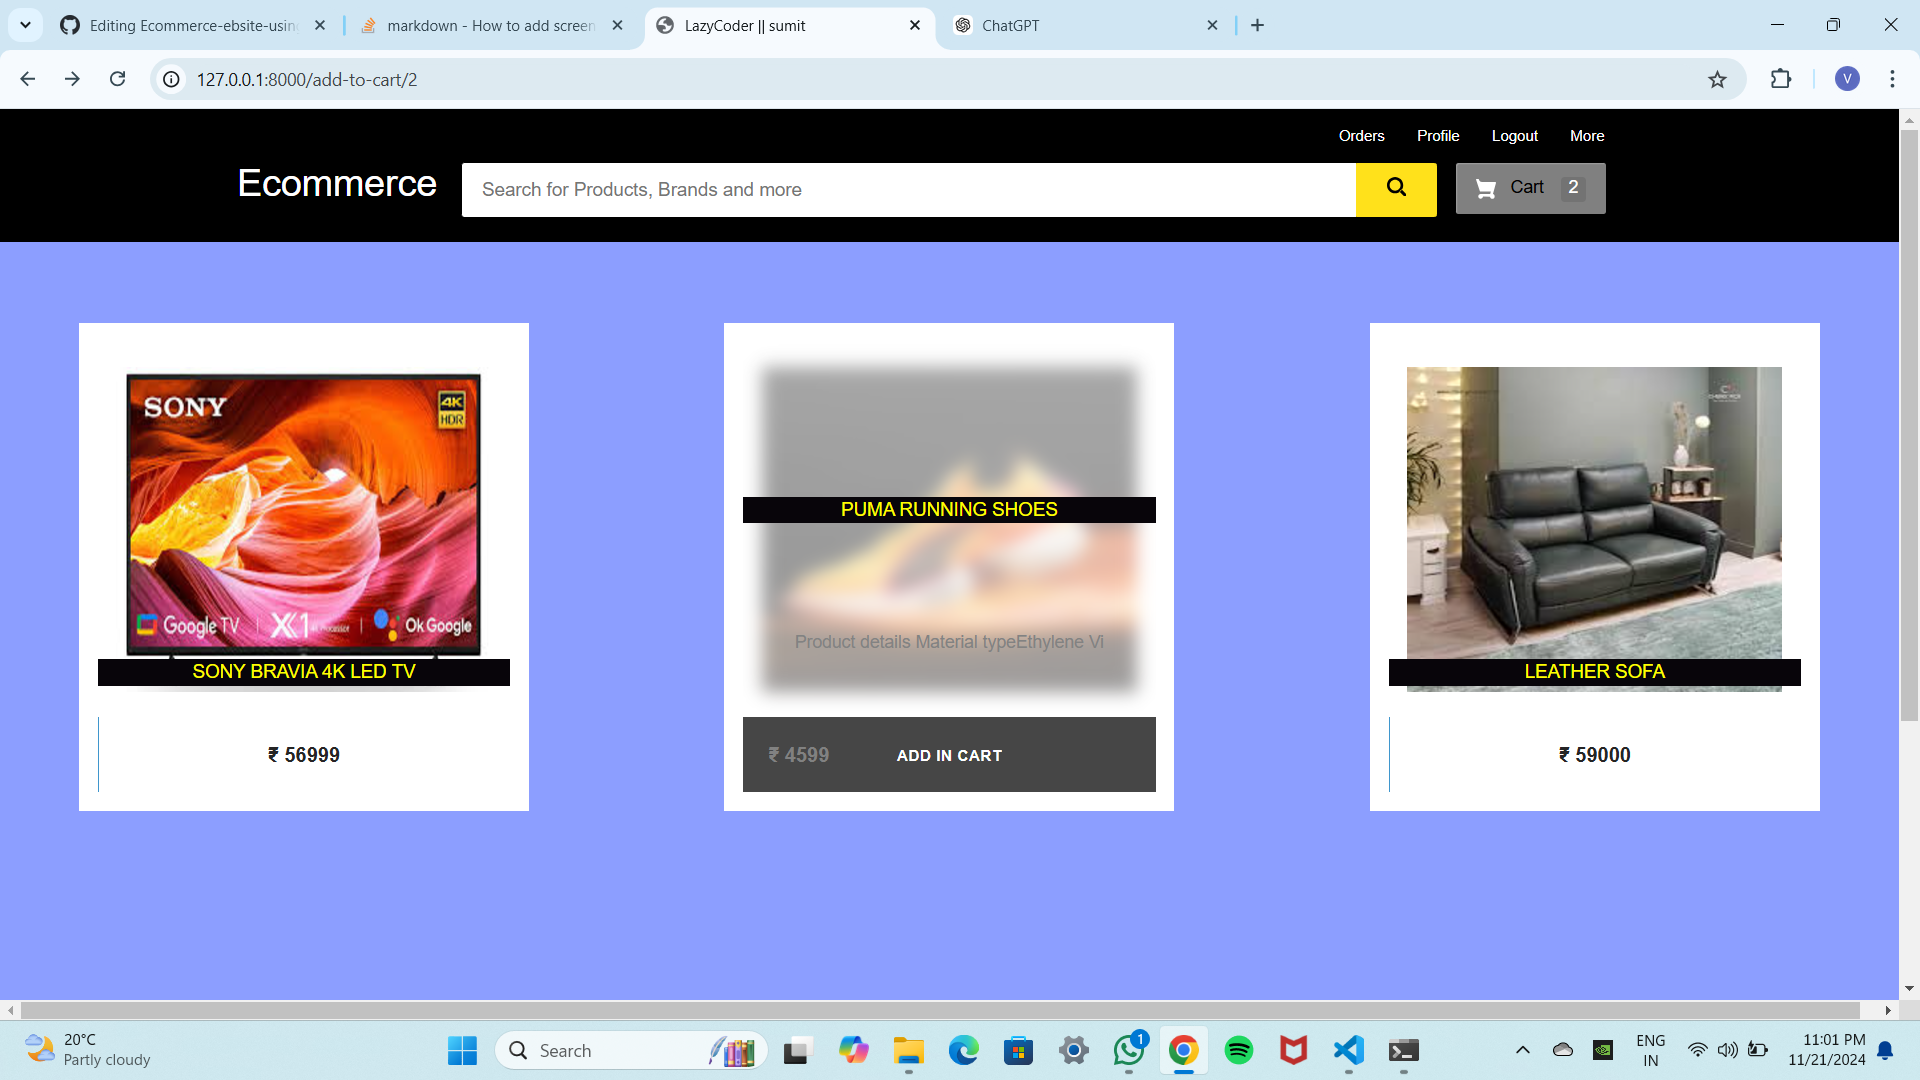 Editing Ecommerce-ebsite-usin
markdown - How to add screen
LazyCoder || sumit
ChatGPT
127.0.0.1:8000/add-to-cart/2
V
Orders Profile Logout More
Ecommerce
Search for Products, Brands and more
Cart 2
SONY
4K
HDR
Google TV
X1
Ok Google
SONY BRAVIA 4K LED TV
₹ 56999
PUMA RUNNING SHOES
Product details Material typeEthylene Vi
₹ 4599 ADD IN CART
LEATHER SOFA
₹ 59000
20°C
Partly cloudy
Search
1
ENG
IN
11:01 PM
11/21/2024